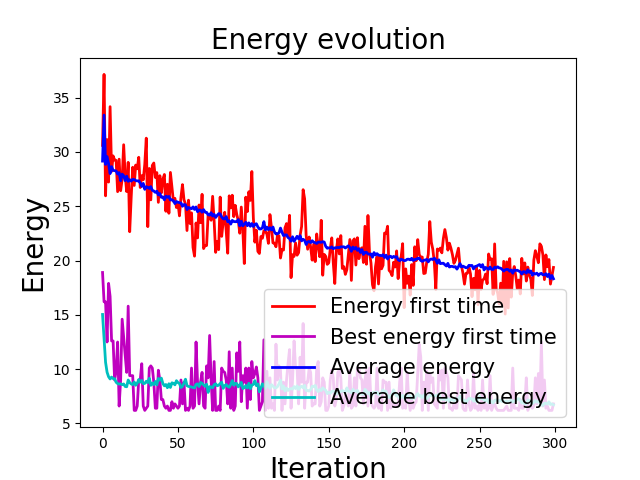 Energy evolution
Energy
35
30
25
20
15
10
5
Energy first time
Best energy first time
Average energy
Average best energy
0
50
100
150
200
250
300
Iteration